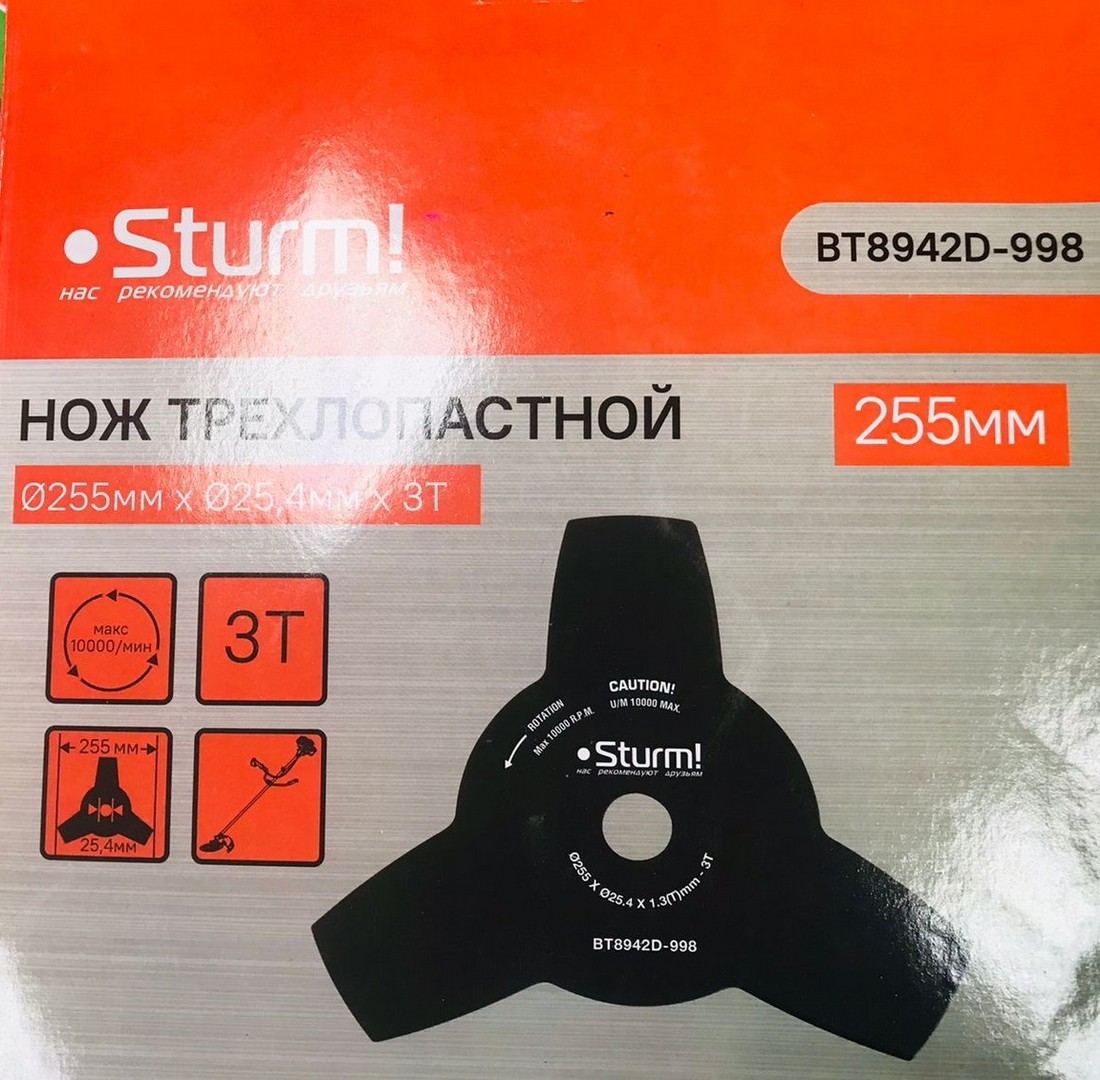 Sturm!
нас рекомендуют друзьям
BT8942D-998
НОЖ ТРЕХЛОПАСТНОЙ
255мм
Ø255мм x Ø25,4мм x 3T
макс
10000/мин
3T
255 мм
25,4мм
CAUTION!
U/M 10000 MAX.
ROTATION
Max 10000 R.P.M.
Sturm!
нас рекомендуют друзьям
Ø255 X Ø25.4 X 1.3(T)mm - 3T
BT8942D-998